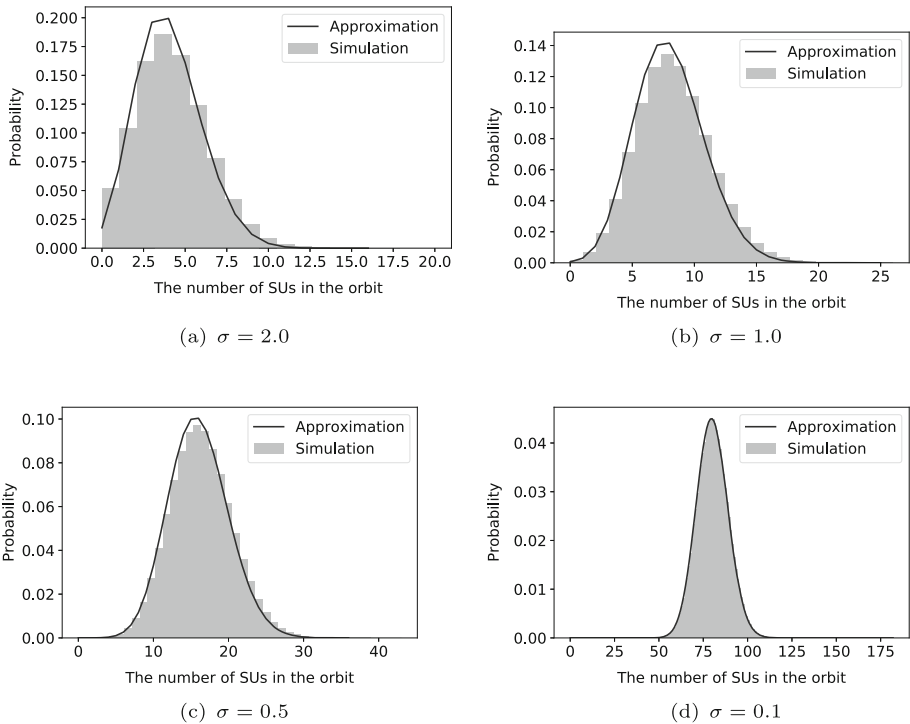 0.200
0.175
0.150
0.125
0.100
0.075
0.050
0.025
0.000
Probability
Approximation
Simulation
0.0 2.5 5.0 7.5 10.0 12.5 15.0 17.5 20.0
The number of SUs in the orbit
(a) σ = 2.0
0.14
0.12
0.10
0.08
0.06
0.04
0.02
0.00
Probability
Approximation
Simulation
0 5 10 15 20 25
The number of SUs in the orbit
(b) σ = 1.0
0.10
0.08
0.06
0.04
0.02
0.00
Probability
Approximation
Simulation
0 10 20 30 40
The number of SUs in the orbit
(c) σ = 0.5
0.04
0.03
0.02
0.01
0.00
Probability
Approximation
Simulation
0 25 50 75 100 125 150 175
The number of SUs in the orbit
(d) σ = 0.1